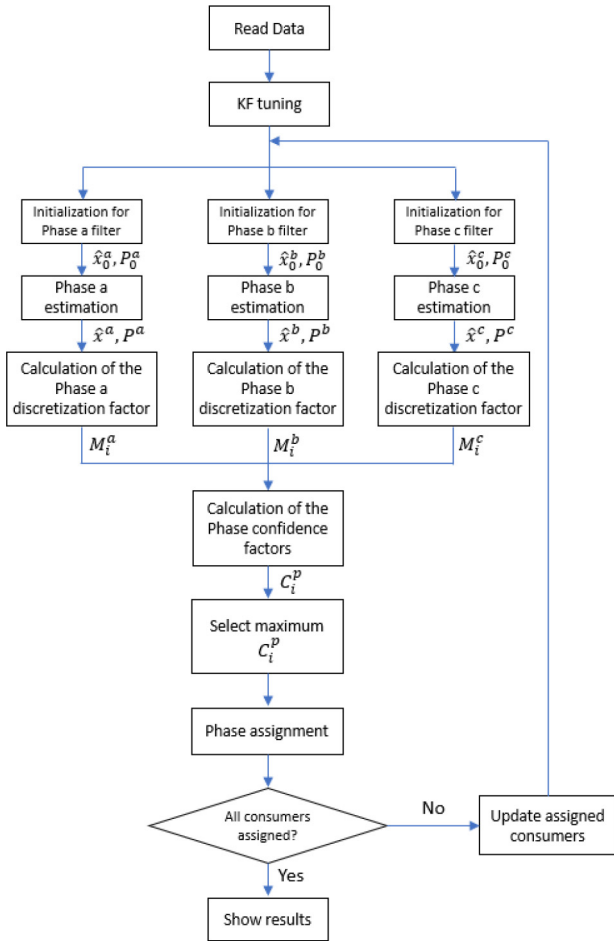 Read Data
KF tuning
Initialization for
Phase a filter
Initialization for
Phase b filter
Initialization for
Phase c filter
x̂₀ᵃ, P₀ᵃ
x̂₀ᵇ, P₀ᵇ
x̂₀ᶜ, P₀ᶜ
Phase a
estimation
Phase b
estimation
Phase c
estimation
x̂ᵃ, Pᵃ
x̂ᵇ, Pᵇ
x̂ᶜ, Pᶜ
Calculation of the
Phase a
discretization factor
Calculation of the
Phase b
discretization factor
Calculation of the
Phase c
discretization factor
Mᵢᵃ
Mᵢᵇ
Mᵢᶜ
Calculation of the
Phase confidence
factors
Cᵢᵖ
Select maximum
Cᵢᵖ
Phase assignment
All consumers
assigned?
No
Update assigned
consumers
Yes
Show results